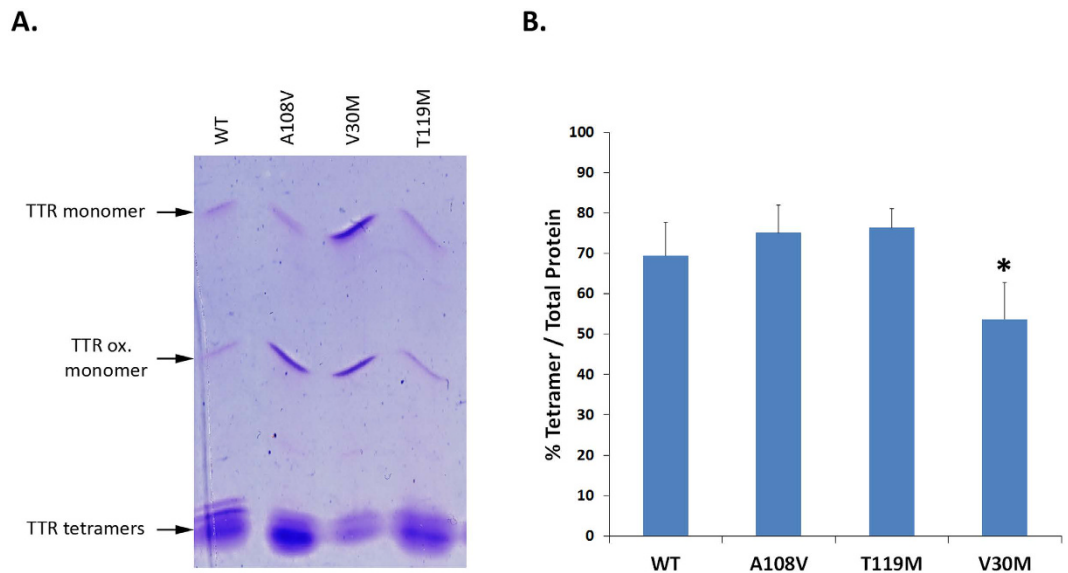 A.
WT
A108V
V30M
T119M
TTR monomer
TTR ox.
monomer
TTR tetramers
B.
% Tetramer / Total Protein
100
90
80
70
60
50
40
30
20
10
0
*
WT
A108V
T119M
V30M